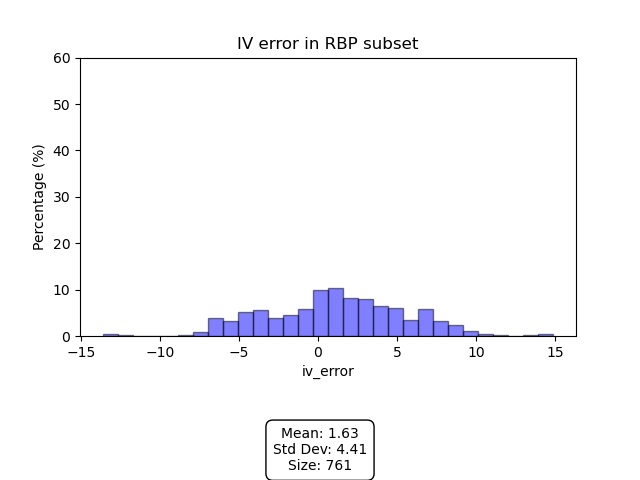 IV error in RBP subset
60
50
40
30
20
10
0
Percentage (%)
−15
−10
−5
0
5
10
15
iv_error
Mean: 1.63
Std Dev: 4.41
Size: 761